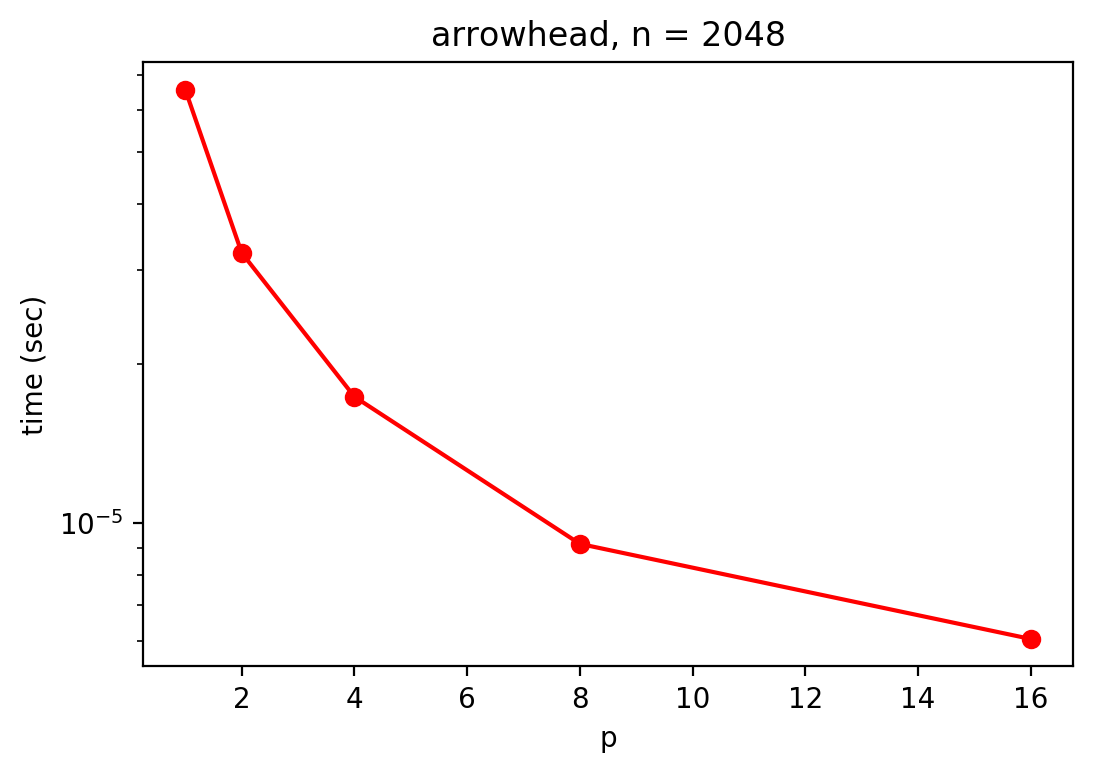 arrowhead, n = 2048
time (sec)
10⁻⁵
2 4 6 8 10 12 14 16
p